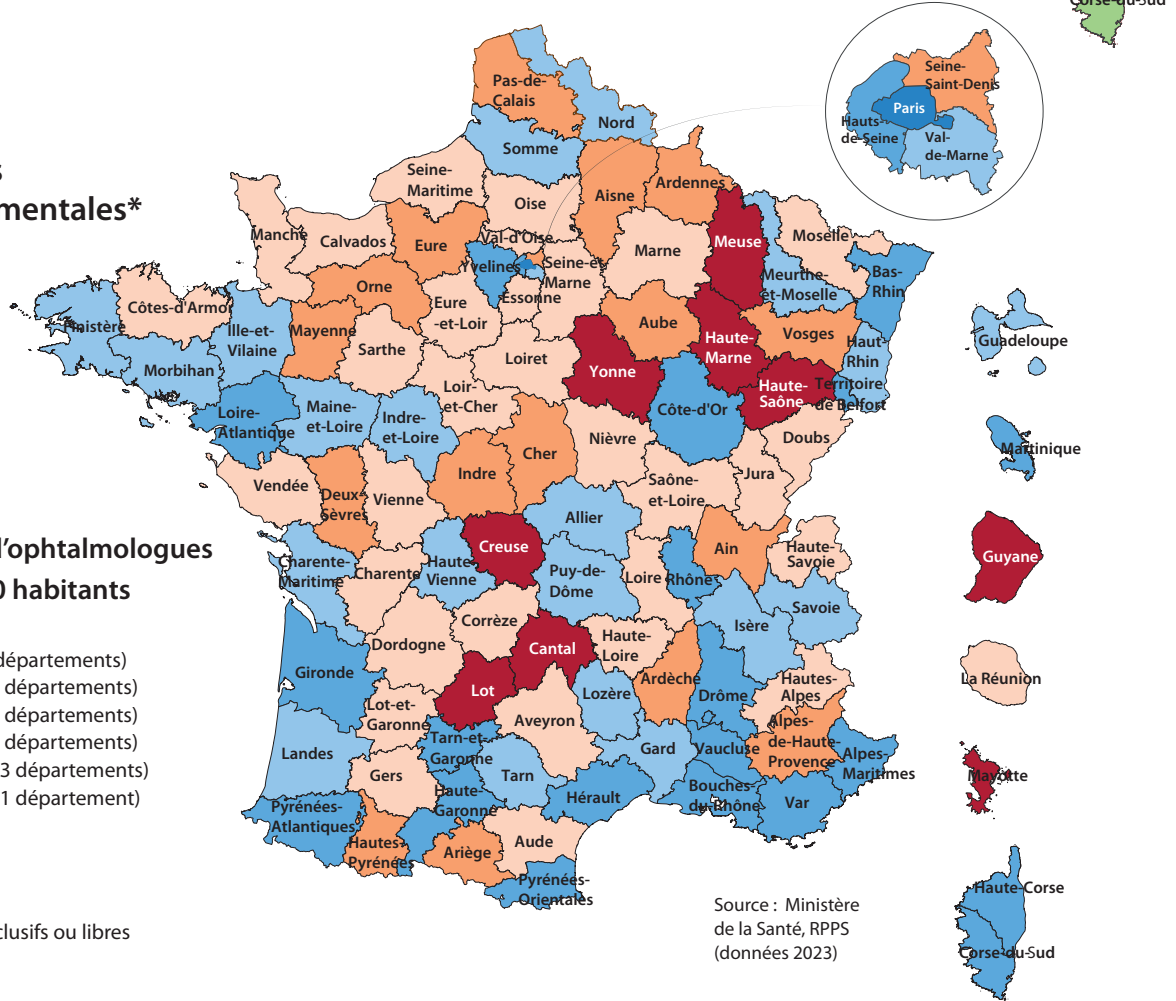 Corse-du-Sud
mentales*
l'ophtalmologues
0 habitants
départements)
départements)
départements)
départements)
3 départements)
1 département)
clusifs ou libres
Seine-
Saint-Denis
Paris
Hauts-
de-Seine
Val-
de-Marne
Pas-de-
Calais
Nord
Somme
Seine-
Maritime
Oise
Aisne
Ardennes
Manche
Calvados
Eure
Val-d'Oise
Yvelines
Seine-et-
Marne
Essonne
Marne
Meuse
Moselle
Meurthe-
et-Moselle
Bas-
Rhin
Finistère
Côtes-d'Armor
Ille-et-
Vilaine
Morbihan
Orne
Mayenne
Sarthe
Eure
-et-Loir
Loiret
Aube
Haute-
Marne
Vosges
Haut-
Rhin
Yonne
Haute-
Saône
Territoire
de Belfort
Loire-
Atlantique
Maine-
et-Loire
Indre-
et-Loire
Loir-
et-Cher
Côte-d'Or
Doubs
Nièvre
Cher
Indre
Vendée
Deux-
Sèvres
Vienne
Saône-
et-Loire
Jura
Allier
Creuse
Charente-
Maritime
Charente
Haute-
Vienne
Puy-de-
Dôme
Loire
Rhône
Ain
Haute-
Savoie
Savoie
Isère
Corrèze
Dordogne
Cantal
Haute-
Loire
Gironde
Lot
Lozère
Ardèche
Drôme
Hautes-
Alpes
Lot-et-
Garonne
Aveyron
Landes
Tarn-et-
Garonne
Tarn
Gard
Vaucluse
Alpes-
de-Haute-
Provence
Alpes-
Maritimes
Gers
Haute-
Garonne
Hérault
Bouches-
du-Rhône
Var
Pyrénées-
Atlantiques
Hautes-
Pyrénées
Ariège
Aude
Pyrénées-
Orientales
Guadeloupe
Martinique
Guyane
La Réunion
Mayotte
Haute-Corse
Corse-du-Sud
Source : Ministère
de la Santé, RPPS
(données 2023)